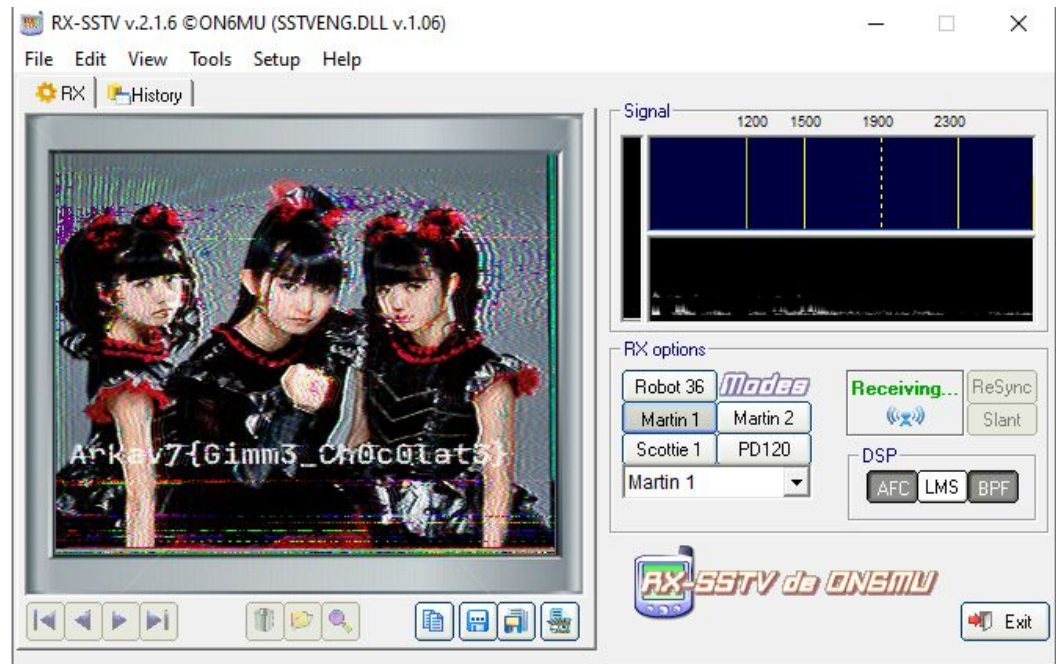 RX-SSTV v.2.1.6 ©ON6MU (SSTVENG.DLL v.1.06)
File Edit View Tools Setup Help
RX History
Signal
1200 1500 1900 2300
Arkav7{Gimm3_Ch0c0lat3}
RX options
Robot 36 Modes
Martin 1 Martin 2
Scottie 1 PD120
Martin 1
Receiving... ReSync
Slant
DSP
AFC LMS BPF
RX-SSTV de ON6MU
Exit